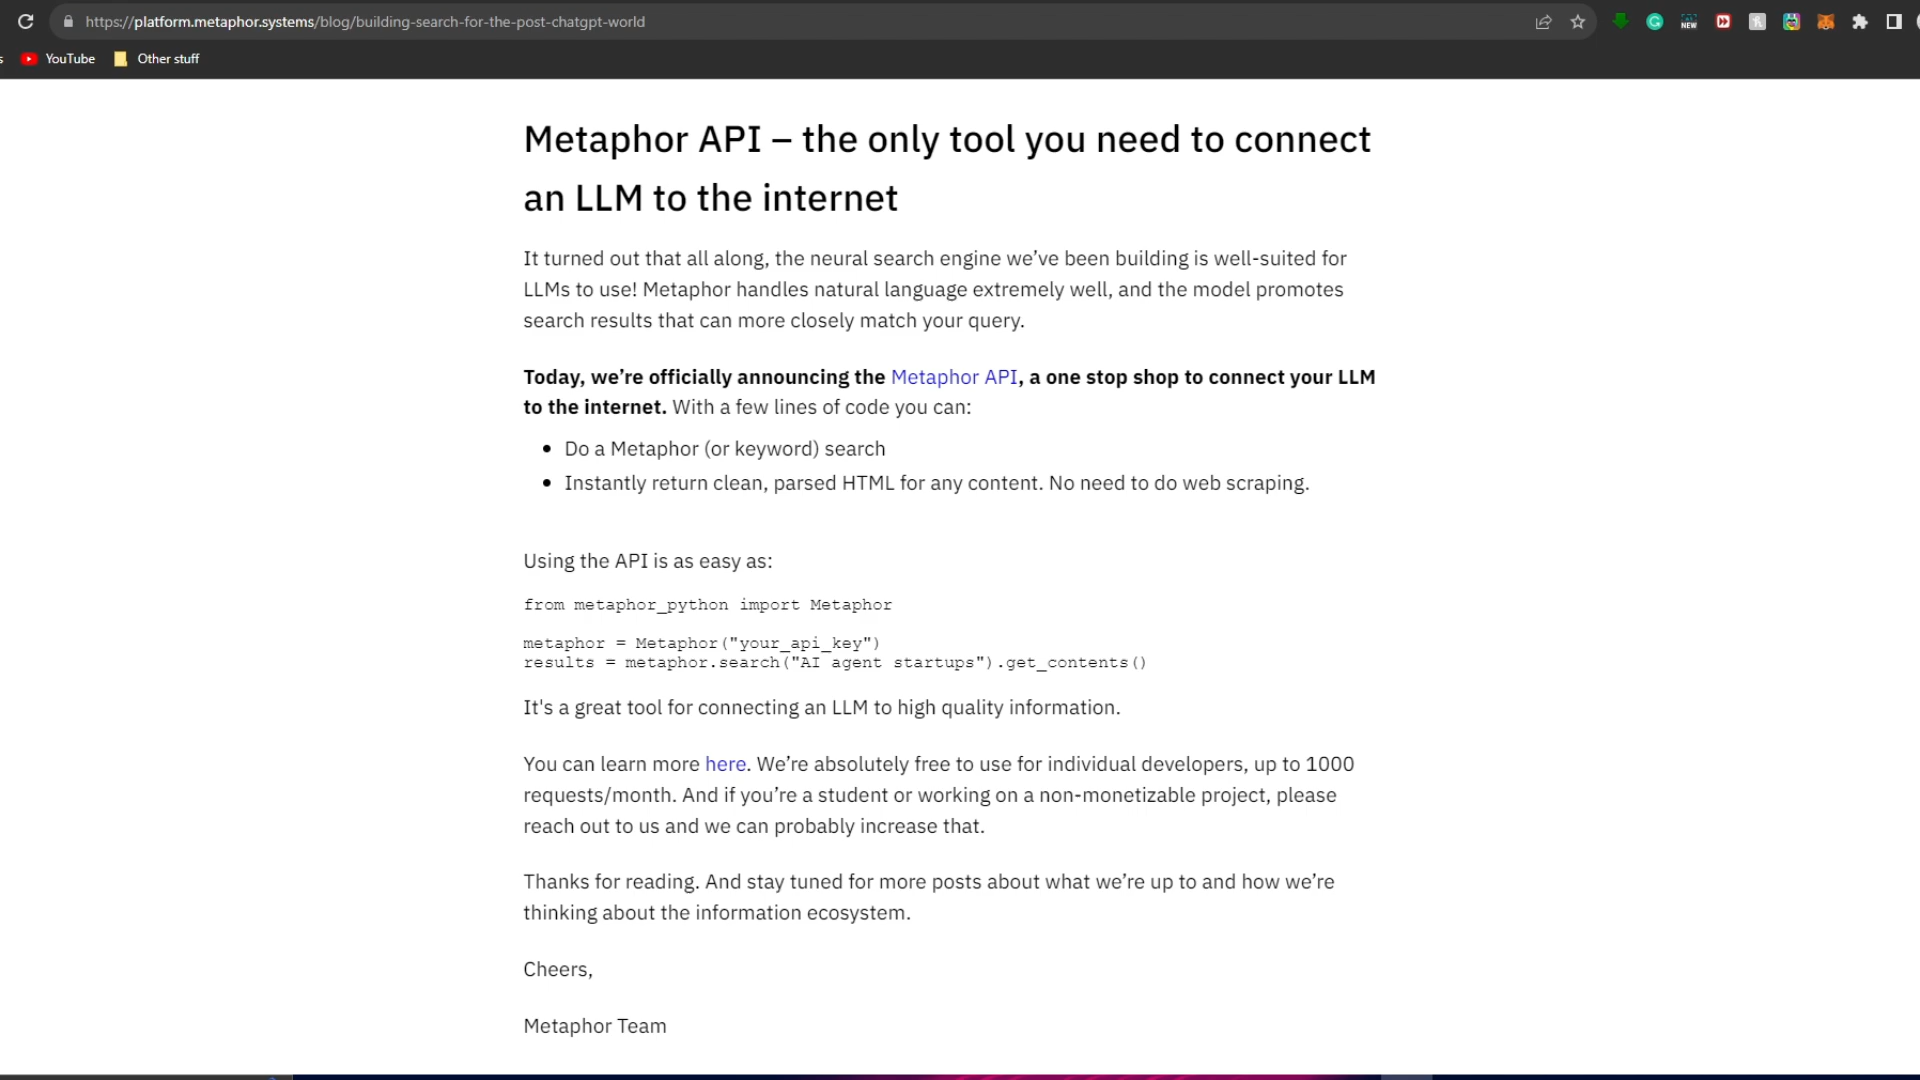 https://platform.metaphor.systems/blog/building-search-for-the-post-chatgpt-world
NEW
s
YouTube
Other stuff
Metaphor API – the only tool you need to connect
an LLM to the internet
It turned out that all along, the neural search engine we’ve been building is well-suited for
LLMs to use! Metaphor handles natural language extremely well, and the model promotes
search results that can more closely match your query.
Today, we’re officially announcing the Metaphor API, a one stop shop to connect your LLM
to the internet. With a few lines of code you can:
• Do a Metaphor (or keyword) search
• Instantly return clean, parsed HTML for any content. No need to do web scraping.
Using the API is as easy as:
from metaphor_python import Metaphor
metaphor = Metaphor("your_api_key")
results = metaphor.search("AI agent startups").get_contents()
It's a great tool for connecting an LLM to high quality information.
You can learn more here. We’re absolutely free to use for individual developers, up to 1000
requests/month. And if you’re a student or working on a non-monetizable project, please
reach out to us and we can probably increase that.
Thanks for reading. And stay tuned for more posts about what we’re up to and how we’re
thinking about the information ecosystem.
Cheers,
Metaphor Team